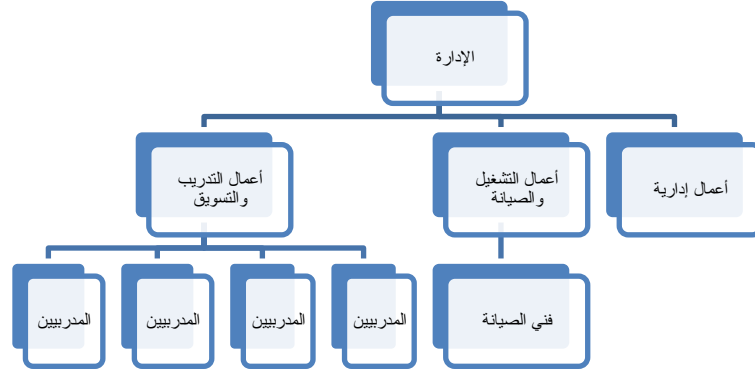 الإدارة
أعمال إدارية
أعمال التشغيل
والصيانة
أعمال التدريب
والتسويق
فني الصيانة
المدربيين
المدربيين
المدربيين
المدربيين